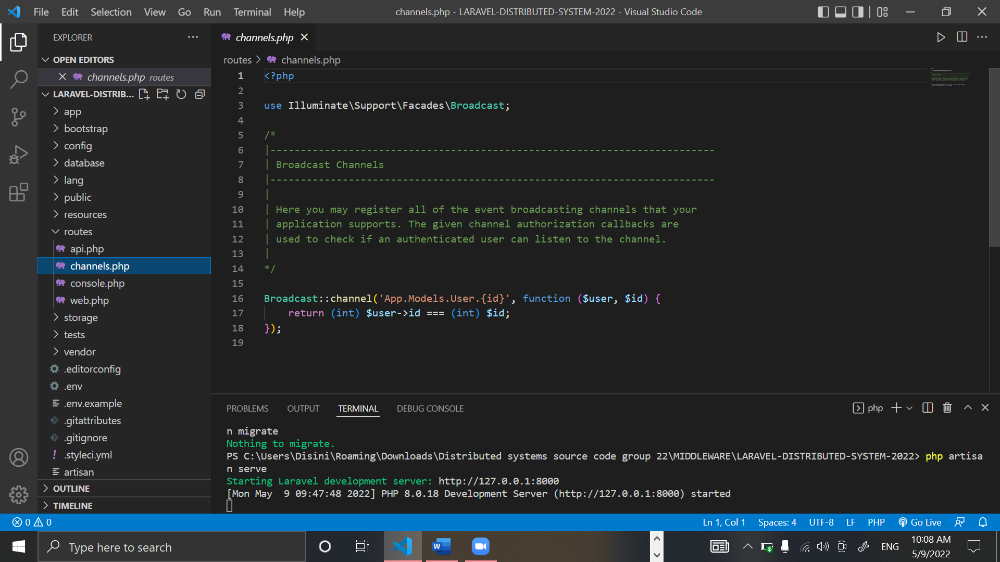 File Edit Selection View Go Run Terminal Help
channels.php - LARAVEL-DISTRIBUTED-SYSTEM-2022 - Visual Studio Code
EXPLORER
OPEN EDITORS
channels.php routes
LARAVEL-DISTRIB...
app
bootstrap
config
database
lang
public
resources
routes
api.php
channels.php
console.php
web.php
storage
tests
vendor
.editorconfig
.env
.env.example
.gitattributes
.gitignore
.styleci.yml
artisan
OUTLINE
TIMELINE
channels.php
routes > channels.php
1 <?php
2
3 use Illuminate\Support\Facades\Broadcast;
4
5 /*
6 |--------------------------------------------------------------------------
7 | Broadcast Channels
8 |--------------------------------------------------------------------------
9 |
10 | Here you may register all of the event broadcasting channels that your
11 | application supports. The given channel authorization callbacks are
12 | used to check if an authenticated user can listen to the channel.
13 |
14 */
15
16 Broadcast::channel('App.Models.User.{id}', function ($user, $id) {
17     return (int) $user->id === (int) $id;
18 });
19
PROBLEMS OUTPUT TERMINAL DEBUG CONSOLE
php
n migrate
Nothing to migrate.
PS C:\Users\Disini\Roaming\Downloads\Distributed systems source code group 22\MIDDLEWARE\LARAVEL-DISTRIBUTED-SYSTEM-2022> php artisa
n serve
Starting Laravel development server: http://127.0.0.1:8000
[Mon May  9 09:47:48 2022] PHP 8.0.18 Development Server (http://127.0.0.1:8000) started
0 0
Ln 1, Col 1 Spaces: 4 UTF-8 LF PHP Go Live
Type here to search
W
ENG
10:08 AM
5/9/2022